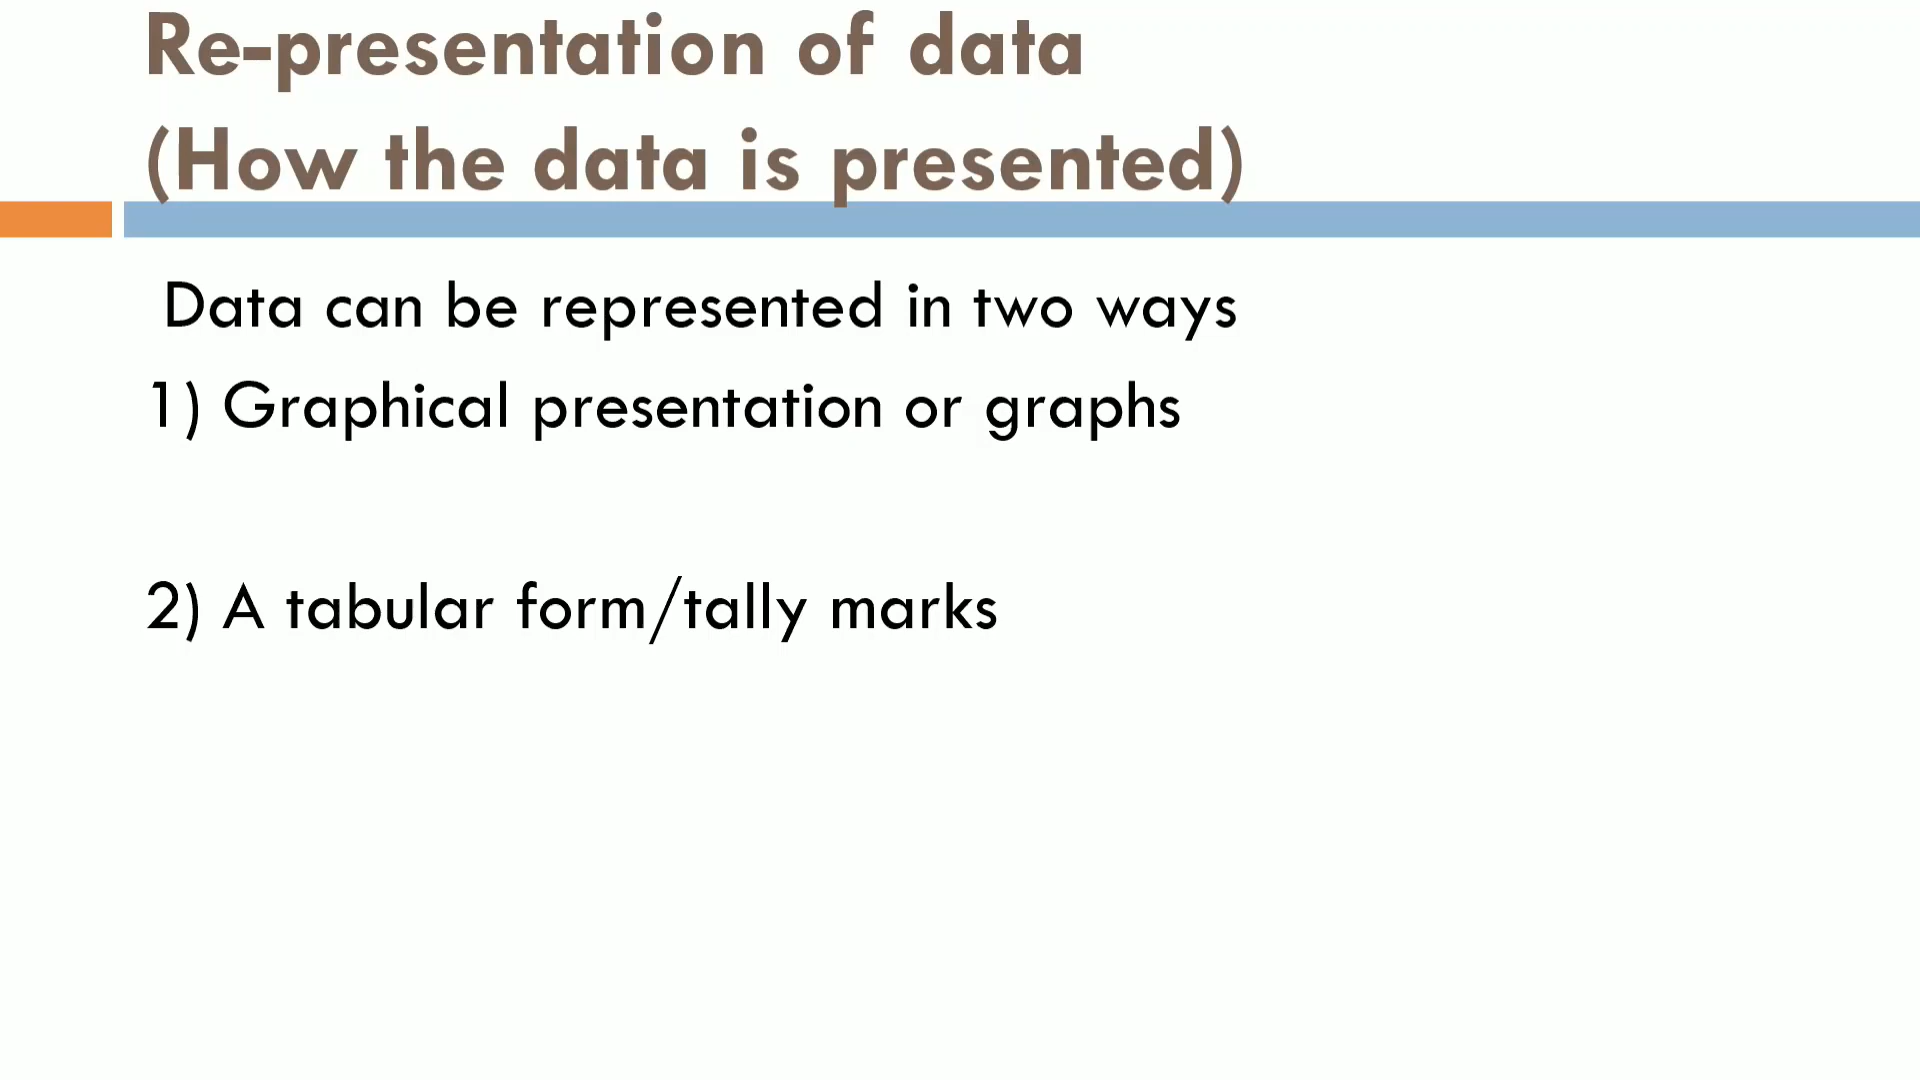 Re-presentation of data
(How the data is presented)
Data can be represented in two ways
1) Graphical presentation or graphs
2) A tabular form/tally marks